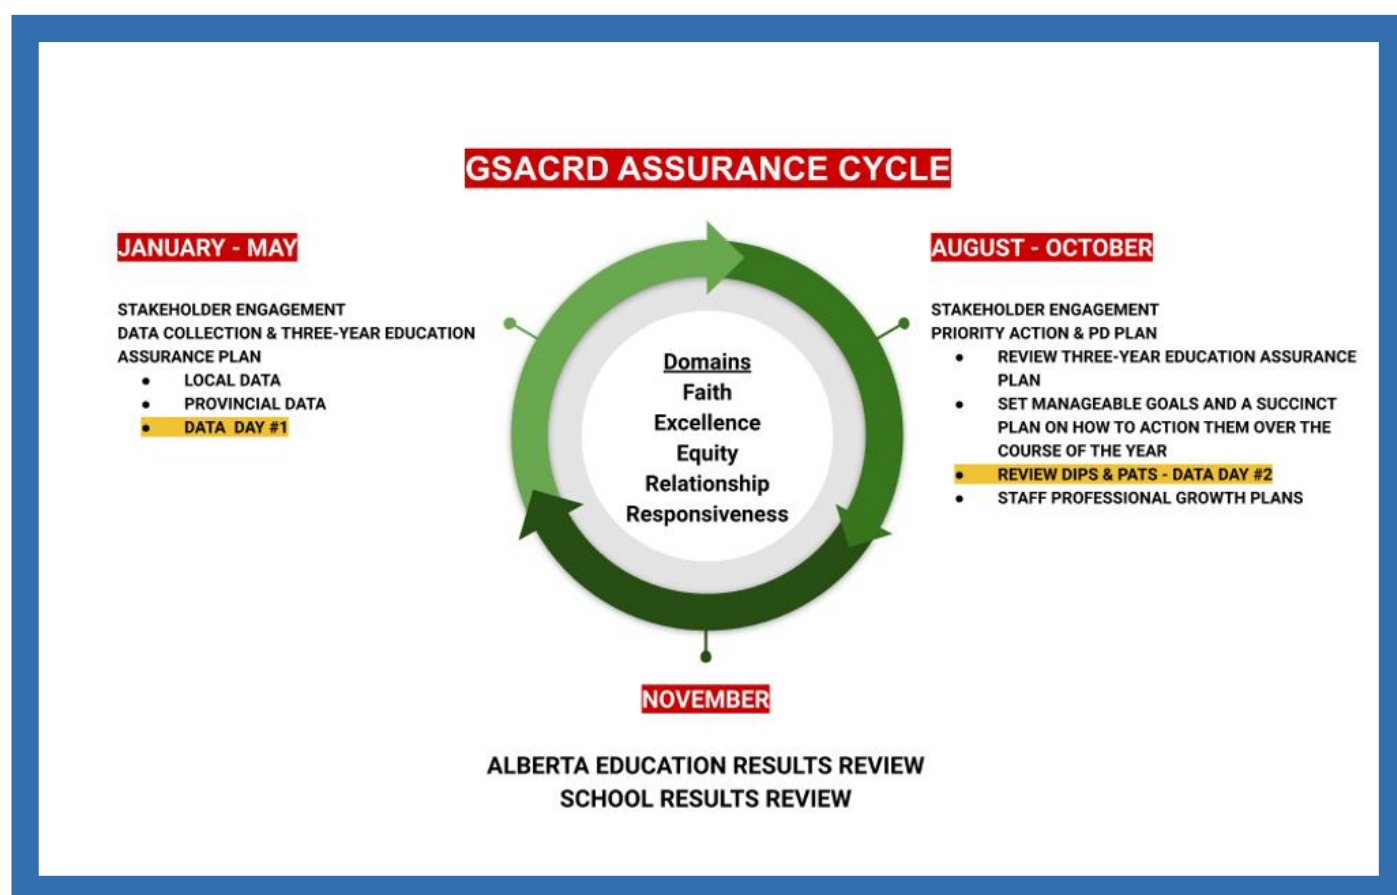 GSACRD ASSURANCE CYCLE
JANUARY - MAY
STAKEHOLDER ENGAGEMENT
DATA COLLECTION & THREE-YEAR EDUCATION
ASSURANCE PLAN
● LOCAL DATA
● PROVINCIAL DATA
● DATA DAY #1
Domains
Faith
Excellence
Equity
Relationship
Responsiveness
AUGUST - OCTOBER
STAKEHOLDER ENGAGEMENT
PRIORITY ACTION & PD PLAN
● REVIEW THREE-YEAR EDUCATION ASSURANCE
PLAN
● SET MANAGEABLE GOALS AND A SUCCINCT
PLAN ON HOW TO ACTION THEM OVER THE
COURSE OF THE YEAR
● REVIEW DIPS & PATS - DATA DAY #2
● STAFF PROFESSIONAL GROWTH PLANS
NOVEMBER
ALBERTA EDUCATION RESULTS REVIEW
SCHOOL RESULTS REVIEW